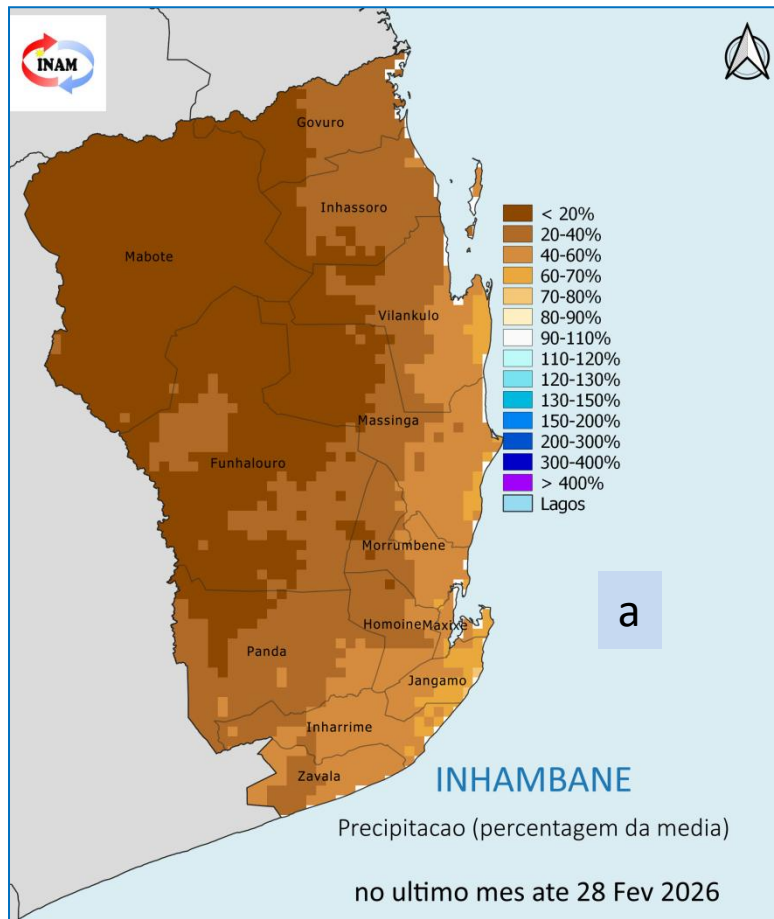 INAM
Govuro
Inhassoro
Mabote
Vilankulo
Massinga
Funhalouro
Morrumbene
Homoine
Maxixe
Panda
Jangamo
Inharrime
Zavala
< 20%
20-40%
40-60%
60-70%
70-80%
80-90%
90-110%
110-120%
120-130%
130-150%
150-200%
200-300%
300-400%
> 400%
Lagos
a
INHAMBANE
Precipitacao (percentagem da media)
no ultimo mes ate 28 Fev 2026